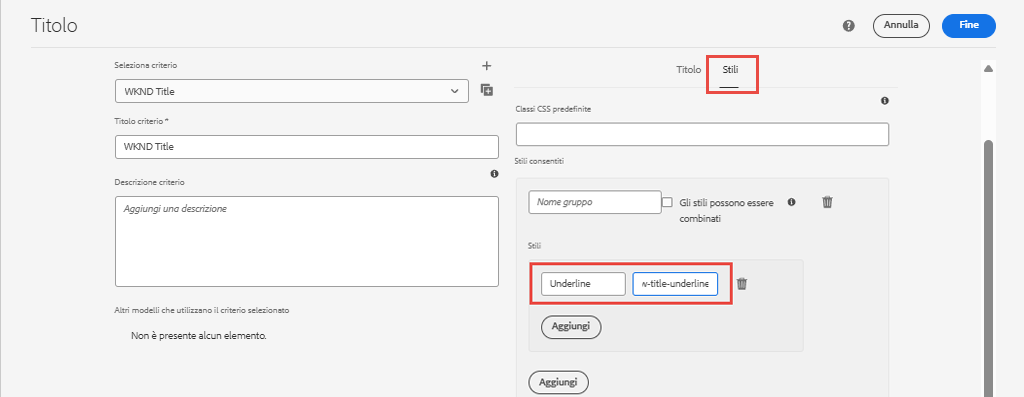 Titolo
Annulla
Fine
Seleziona criterio
WKND Title
Titolo criterio *
WKND Title
Descrizione criterio
Aggiungi una descrizione
Altri modelli che utilizzano il criterio selezionato
Non è presente alcun elemento.
Titolo Stili
Classi CSS predefinite
Stili consentiti
Nome gruppo
Gli stili possono essere
combinati
Stili
Underline -title-underline
Aggiungi
Aggiungi